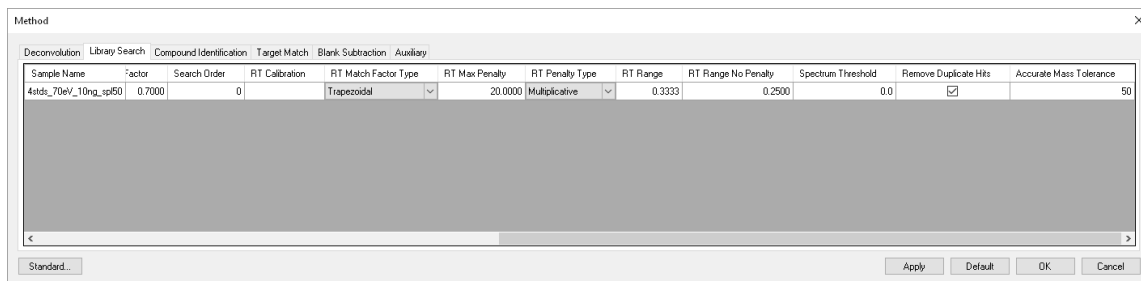 Method
Deconvolution Library Search Compound Identification Target Match Blank Subtraction Auxiliary
Sample Name Factor Search Order RT Calibration RT Match Factor Type RT Max Penalty RT Penalty Type RT Range RT Range No Penalty Spectrum Threshold Remove Duplicate Hits Accurate Mass Tolerance
4stds_70eV_10ng_spl50 0.7000 0 Trapezoidal 20.0000 Multiplicative 0.3333 0.2500 0.0 50
Standard... Apply Default OK Cancel